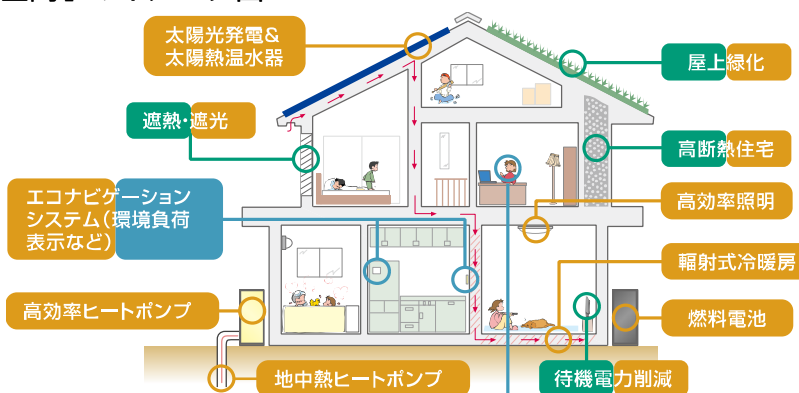 太陽光発電&
太陽熱温水器
屋上緑化
遮熱・遮光
高断熱住宅
エコナビゲーション
システム(環境負荷
表示など)
高効率照明
輻射式冷暖房
高効率ヒートポンプ
燃料電池
地中熱ヒートポンプ
待機電力削減